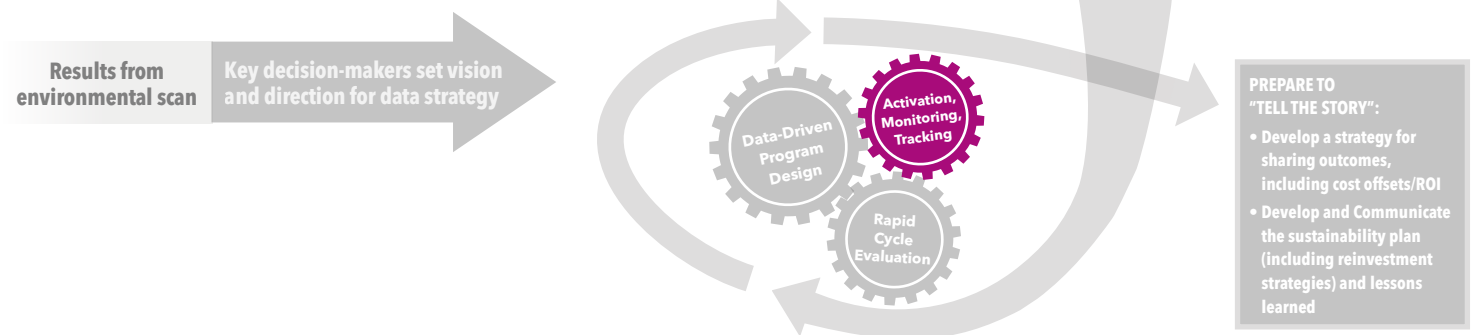 Results from
environmental scan
Key decision-makers set vision
and direction for data strategy
Data-Driven
Program
Design
Activation,
Monitoring,
Tracking
Rapid
Cycle
Evaluation
PREPARE TO
“TELL THE STORY”:
• Develop a strategy for
sharing outcomes,
including cost offsets/ROI
• Develop and Communicate
the sustainability plan
(including reinvestment
strategies) and lessons
learned